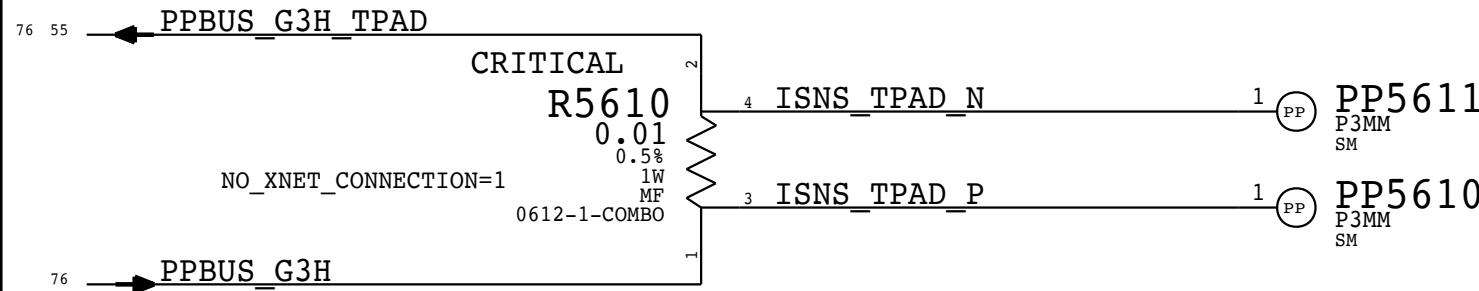 76 55 PPBUS_G3H_TPAD
CRITICAL
2
R5610
4 ISNS_TPAD_N
1 PP PP5611
0.01
P3MM
0.5%
SM
NO_XNET_CONNECTION=1
1W
MF
3 ISNS_TPAD_P
1 PP PP5610
0612-1-COMBO
P3MM
SM
1
76 PPBUS_G3H